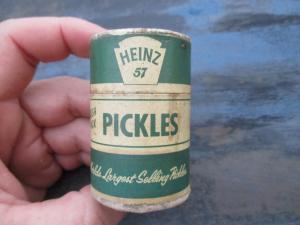 HEINZ
57
PICKLES
Largest Selling Pickles